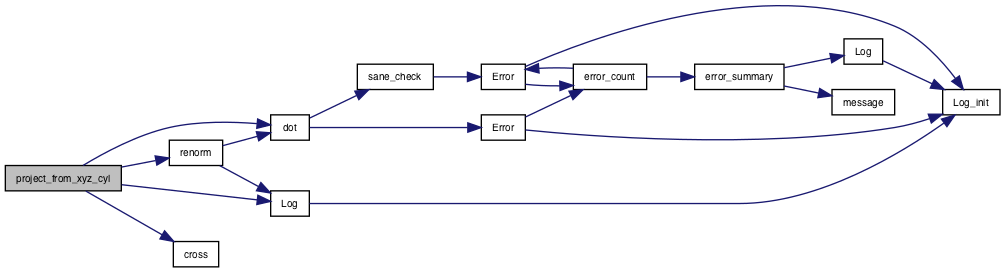 project_from_xyz_cyl
renorm
cross
dot
Log
sane_check
Error
Error
error_count
error_summary
Log
message
Log_init